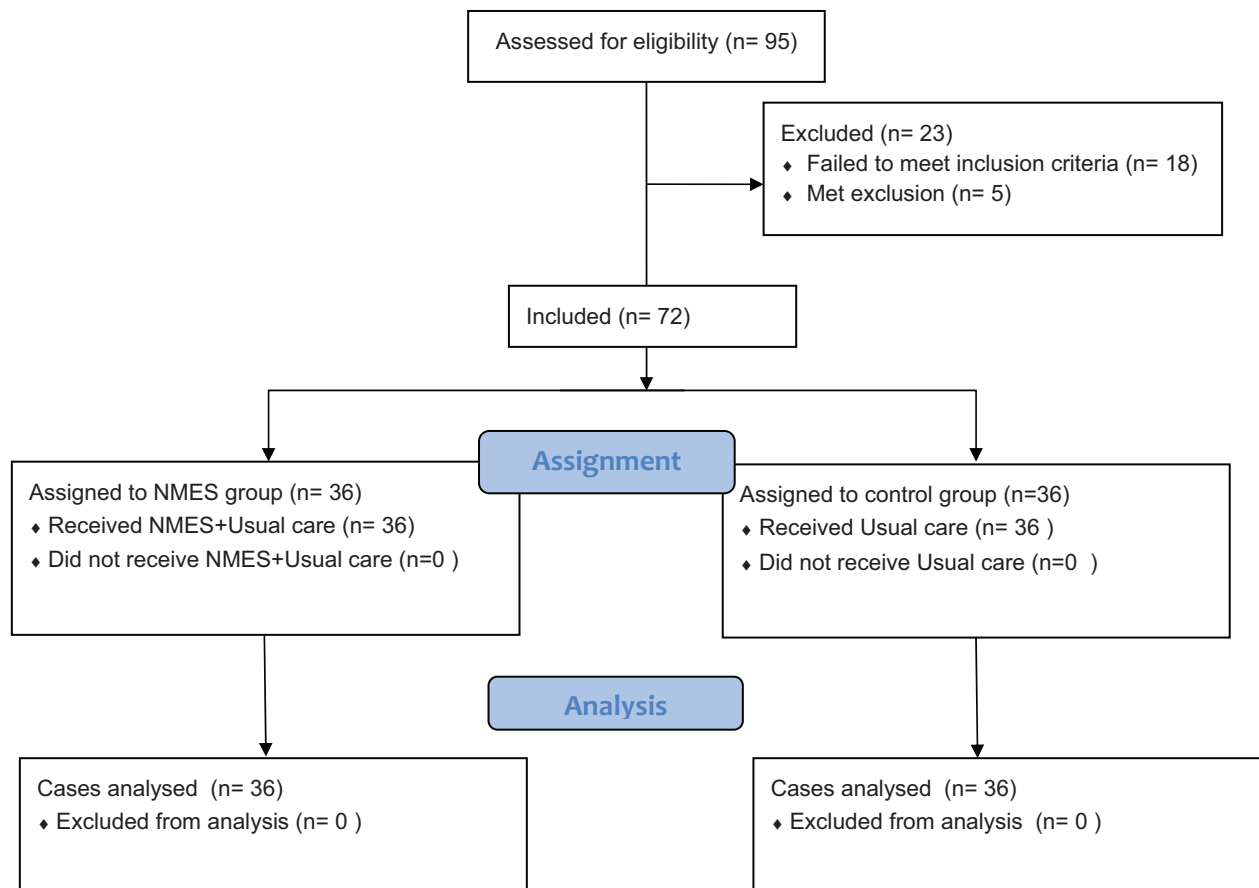 Assessed for eligibility (n= 95)
Excluded (n= 23)
♦ Failed to meet inclusion criteria (n= 18)
♦ Met exclusion (n= 5)
Included (n= 72)
Assignment
Assigned to NMES group (n= 36)
♦ Received NMES+Usual care (n= 36)
♦ Did not receive NMES+Usual care (n=0 )
Assigned to control group (n=36)
♦ Received Usual care (n= 36 )
♦ Did not receive Usual care (n=0 )
Analysis
Cases analysed (n= 36)
♦ Excluded from analysis (n= 0 )
Cases analysed (n= 36)
♦ Excluded from analysis (n= 0 )